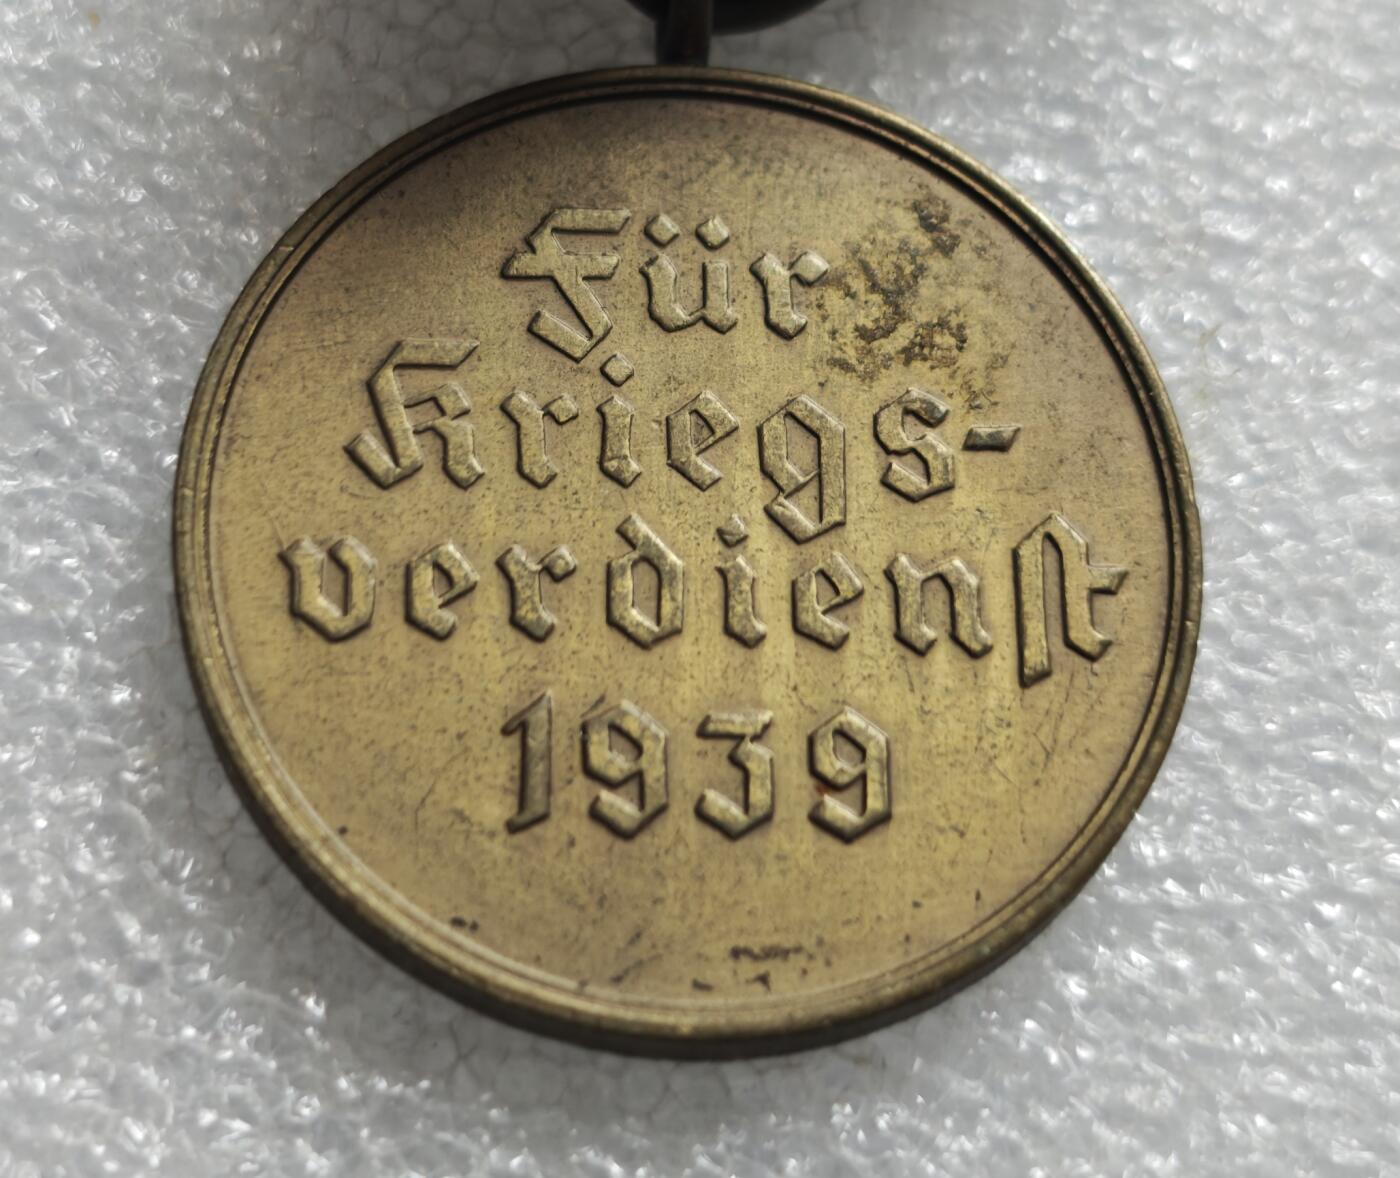 Für
Kriegs-
verdienſt
1939